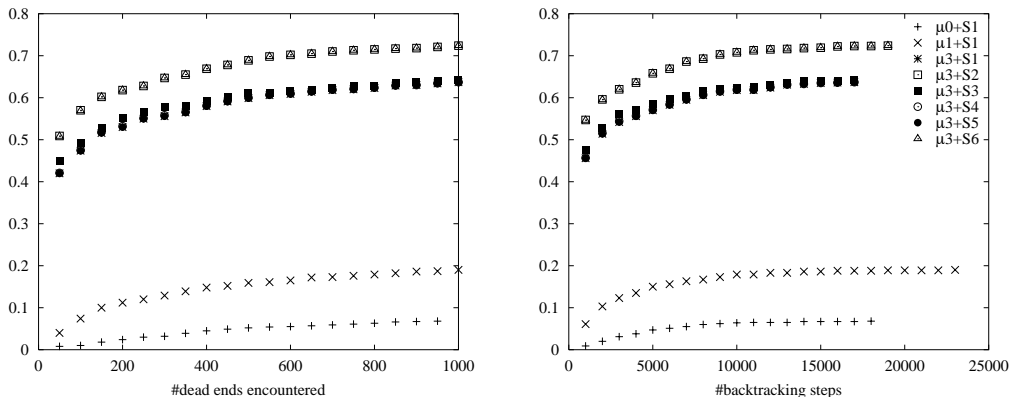 0.8
0.7
0.6
0.5
0.4
0.3
0.2
0.1
0
0 200 400 600 800 1000
#dead ends encountered
0.8
0.7
0.6
0.5
0.4
0.3
0.2
0.1
0
0 5000 10000 15000 20000 25000
#backtracking steps
μ0+S1
μ1+S1
μ3+S1
μ3+S2
μ3+S3
μ3+S4
μ3+S5
μ3+S6